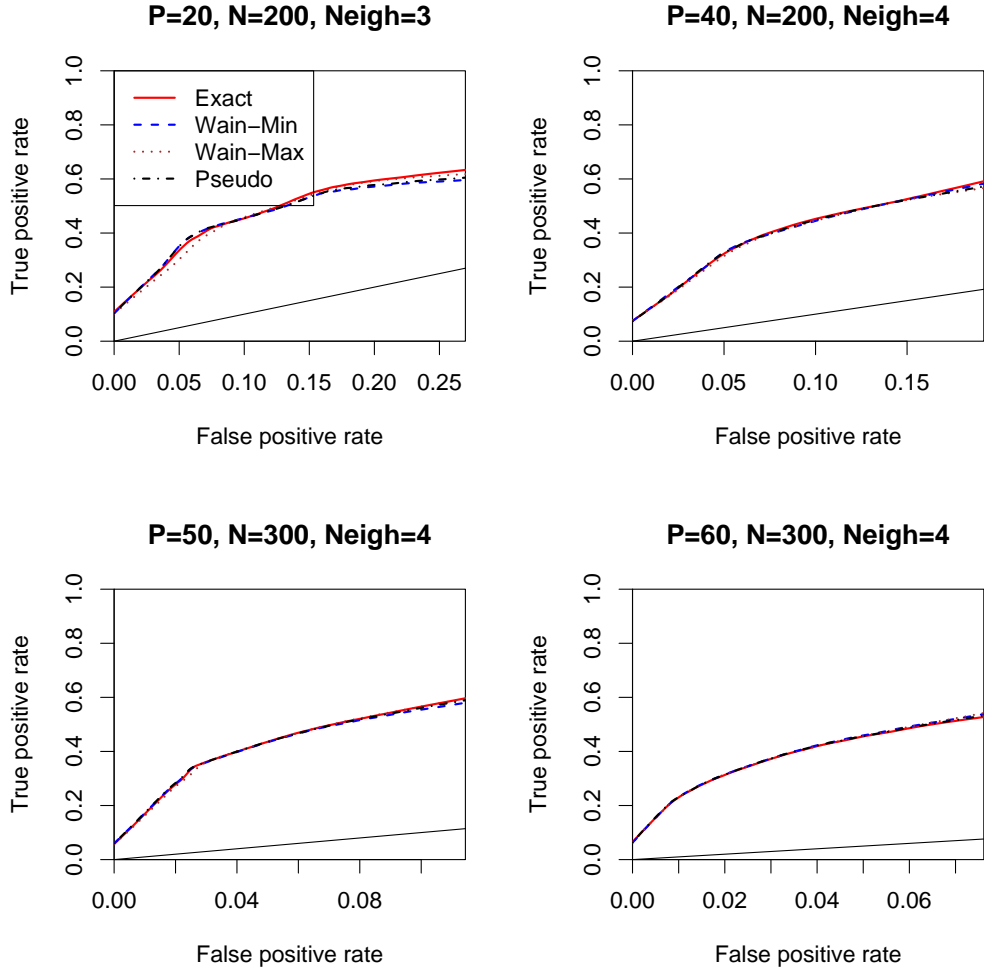 P=20, N=200, Neigh=3
True positive rate
1.0
0.8
0.6
0.4
0.2
0.0
Exact
Wain−Min
Wain−Max
Pseudo
0.00 0.05 0.10 0.15 0.20 0.25
False positive rate
P=40, N=200, Neigh=4
True positive rate
1.0
0.8
0.6
0.4
0.2
0.0
0.00 0.05 0.10 0.15
False positive rate
P=50, N=300, Neigh=4
True positive rate
1.0
0.8
0.6
0.4
0.2
0.0
0.00 0.04 0.08
False positive rate
P=60, N=300, Neigh=4
True positive rate
1.0
0.8
0.6
0.4
0.2
0.0
0.00 0.02 0.04 0.06
False positive rate